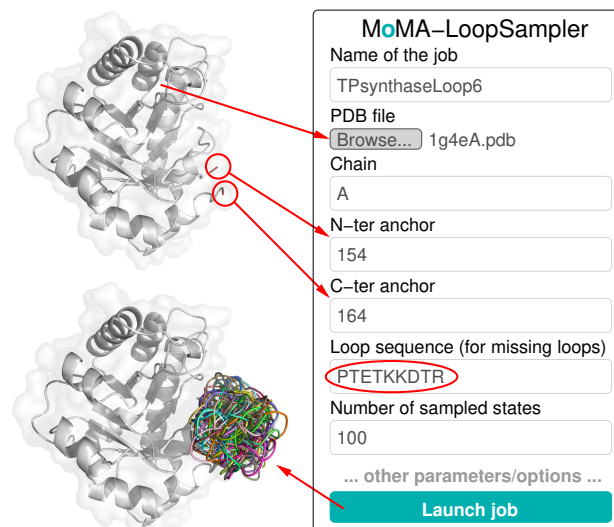 MoMA-LoopSampler
Name of the job
TPsynthaseLoop6
PDB file
Browse... 1g4eA.pdb
Chain
A
N-ter anchor
154
C-ter anchor
164
Loop sequence (for missing loops)
PTETKKDTR
Number of sampled states
100
... other parameters/options ...
Launch job